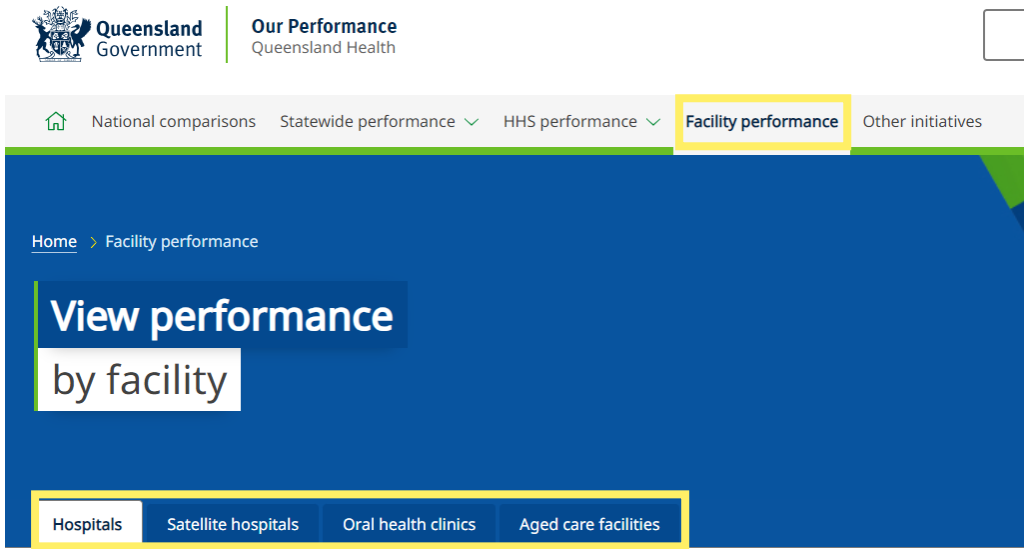 Queensland
Government
Our Performance
Queensland Health
National comparisons Statewide performance HHS performance Facility performance Other initiatives
Home > Facility performance
View performance
by facility
Hospitals Satellite hospitals Oral health clinics Aged care facilities